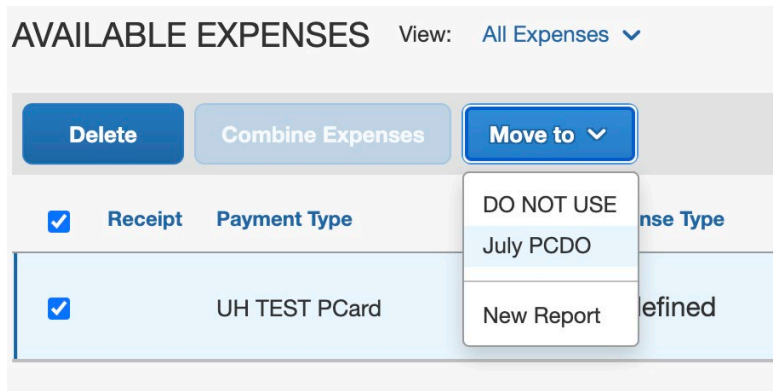 AVAILABLE EXPENSES View: All Expenses
Delete Combine Expenses Move to
Receipt Payment Type DO NOT USE nse Type
July PCDO
UH TEST PCard New Report efined